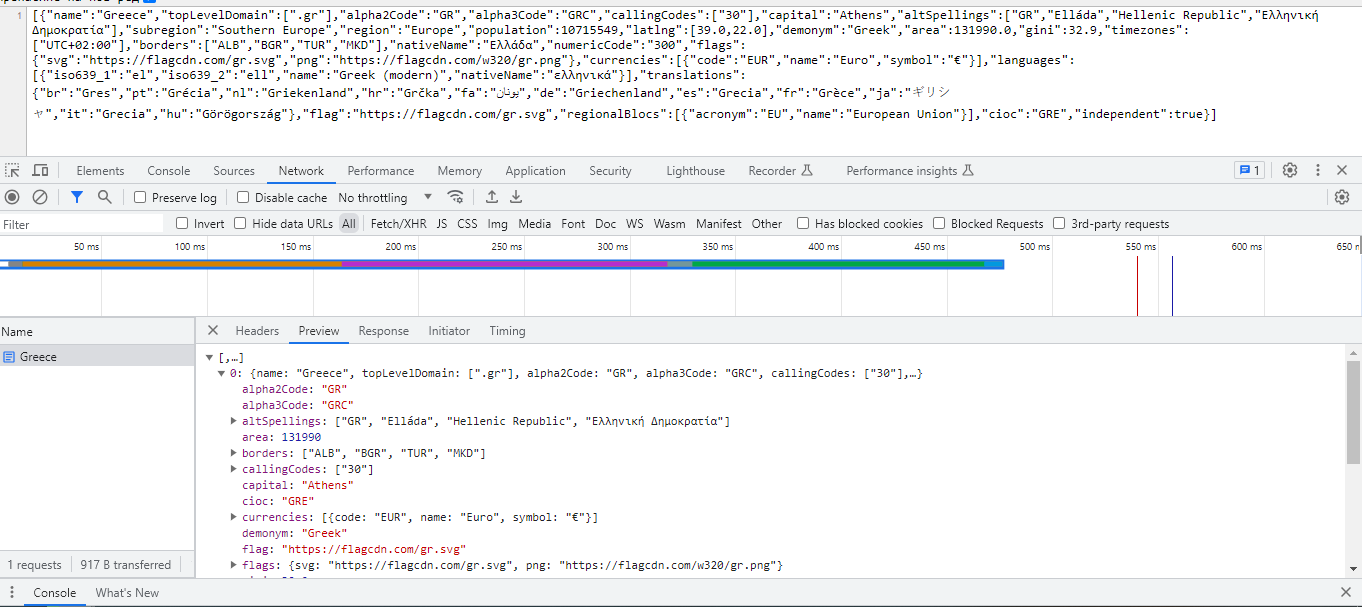 1 [{"name":"Greece","topLevelDomain":[".gr"],"alpha2Code":"GR","alpha3Code":"GRC","callingCodes":["30"],"capital":"Athens","altSpellings":["GR","Elláda","Hellenic Republic","Ελληνική
Δημοκρατία"],"subregion":"Southern Europe","region":"Europe","population":10715549,"latlng":[39.0,22.0],"demonym":"Greek","area":131990.0,"gini":32.9,"timezones":
["UTC+02:00"],"borders":["ALB","BGR","TUR","MKD"],"nativeName":"Ελλάδα","numericCode":"300","flags":
{"svg":"https://flagcdn.com/gr.svg","png":"https://flagcdn.com/w320/gr.png"},"currencies":[{"code":"EUR","name":"Euro","symbol":"€"}],"languages":
[{"iso639_1":"el","iso639_2":"ell","name":"Greek (modern)","nativeName":"ελληνικά"}],"translations":
{"br":"Gres","pt":"Grécia","nl":"Griekenland","hr":"Grčka","fa":"یونان","de":"Griechenland","es":"Grecia","fr":"Grèce","ja":"ギリシ
ャ","it":"Grecia","hu":"Görögország"},"flag":"https://flagcdn.com/gr.svg","regionalBlocs":[{"acronym":"EU","name":"European Union"}],"cioc":"GRE","independent":true}]
Elements Console Sources Network Performance Memory Application Security Lighthouse Recorder Performance insights 1
Preserve log Disable cache No throttling
Filter Invert Hide data URLs All Fetch/XHR JS CSS Img Media Font Doc WS Wasm Manifest Other Has blocked cookies Blocked Requests 3rd-party requests
50 ms 100 ms 150 ms 200 ms 250 ms 300 ms 350 ms 400 ms 450 ms 500 ms 550 ms 600 ms 650
Name Headers Preview Response Initiator Timing
Greece
[,…]
0: {name: "Greece", topLevelDomain: [".gr"], alpha2Code: "GR", alpha3Code: "GRC", callingCodes: ["30"],…}
alpha2Code: "GR"
alpha3Code: "GRC"
altSpellings: ["GR", "Elláda", "Hellenic Republic", "Ελληνική Δημοκρατία"]
area: 131990
borders: ["ALB", "BGR", "TUR", "MKD"]
callingCodes: ["30"]
capital: "Athens"
cioc: "GRE"
currencies: [{code: "EUR", name: "Euro", symbol: "€"}]
demonym: "Greek"
flag: "https://flagcdn.com/gr.svg"
flags: {svg: "https://flagcdn.com/gr.svg", png: "https://flagcdn.com/w320/gr.png"}
1 requests 917 B transferred
Console What's New